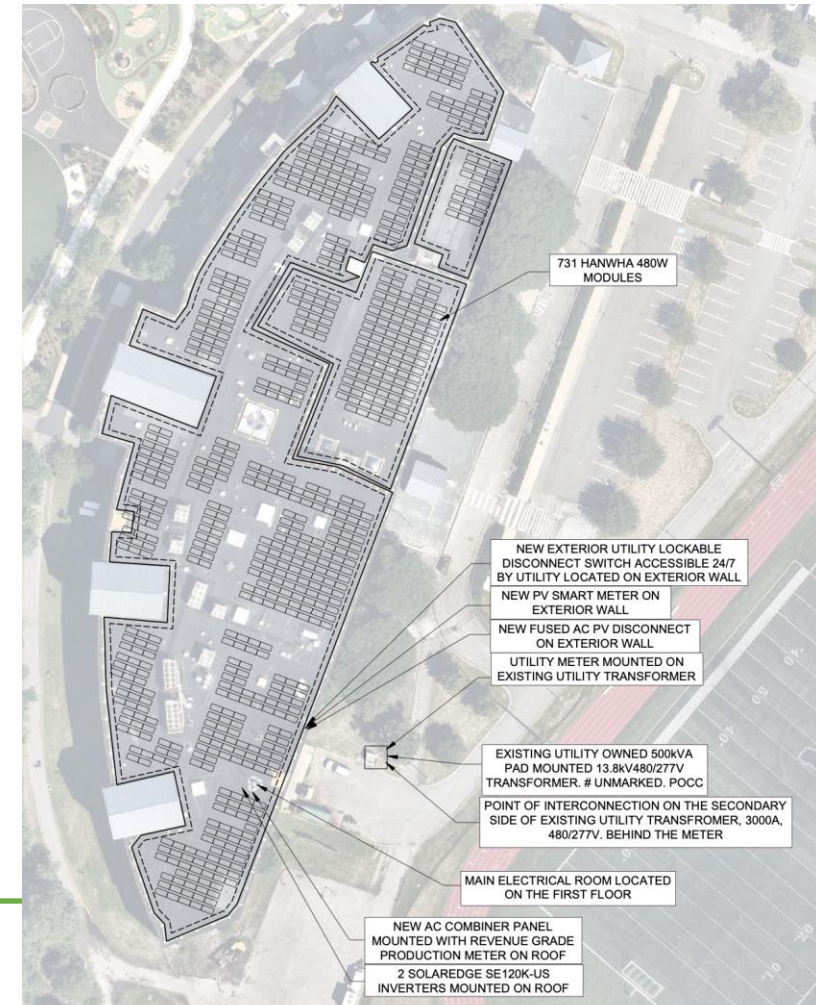 731 HANWHA 480W
MODULES
NEW EXTERIOR UTILITY LOCKABLE
DISCONNECT SWITCH ACCESSIBLE 24/7
BY UTILITY LOCATED ON EXTERIOR WALL
NEW PV SMART METER ON
EXTERIOR WALL
NEW FUSED AC PV DISCONNECT
ON EXTERIOR WALL
UTILITY METER MOUNTED ON
EXISTING UTILITY TRANSFORMER
EXISTING UTILITY OWNED 500kVA
PAD MOUNTED 13.8kV480/277V
TRANSFORMER. # UNMARKED. POCC
POINT OF INTERCONNECTION ON THE SECONDARY
SIDE OF EXISTING UTILITY TRANSFROMER, 3000A,
480/277V. BEHIND THE METER
MAIN ELECTRICAL ROOM LOCATED
ON THE FIRST FLOOR
NEW AC COMBINER PANEL
MOUNTED WITH REVENUE GRADE
PRODUCTION METER ON ROOF
2 SOLAREDGE SE120K-US
INVERTERS MOUNTED ON ROOF